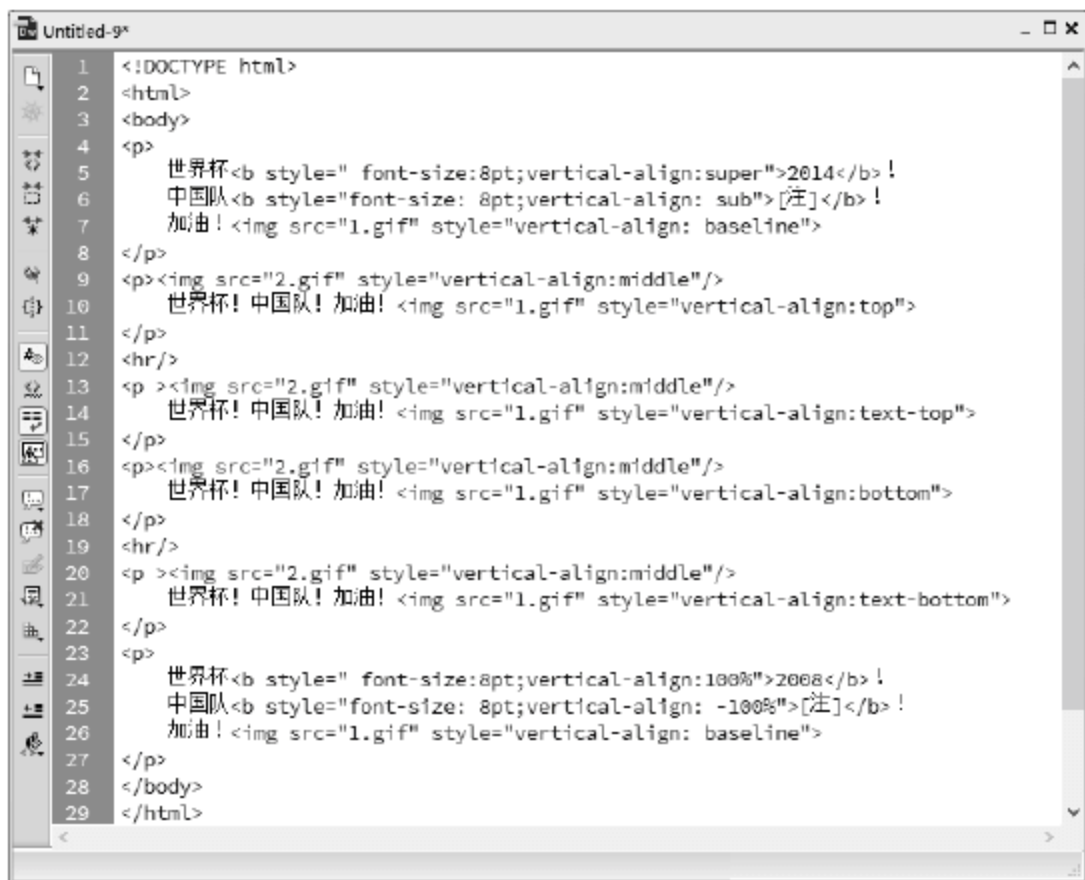 Untitled-9*
1 <!DOCTYPE html>
2 <html>
3 <body>
4 <p>
5 世界杯<b style=" font-size:8pt;vertical-align:super">2014</b>！
6 中国队<b style="font-size: 8pt;vertical-align: sub">[注]</b>！
7 加油！<img src="1.gif" style="vertical-align: baseline">
8 </p>
9 <p><img src="2.gif" style="vertical-align:middle"/>
10 世界杯！中国队！加油！<img src="1.gif" style="vertical-align:top">
11 </p>
12 <hr/>
13 <p ><img src="2.gif" style="vertical-align:middle"/>
14 世界杯！中国队！加油！<img src="1.gif" style="vertical-align:text-top">
15 </p>
16 <p><img src="2.gif" style="vertical-align:middle"/>
17 世界杯！中国队！加油！<img src="1.gif" style="vertical-align:bottom">
18 </p>
19 <hr/>
20 <p ><img src="2.gif" style="vertical-align:middle"/>
21 世界杯！中国队！加油！<img src="1.gif" style="vertical-align:text-bottom">
22 </p>
23 <p>
24 世界杯<b style=" font-size:8pt;vertical-align:100%">2008</b>！
25 中国队<b style="font-size: 8pt;vertical-align: -100%">[注]</b>！
26 加油！<img src="1.gif" style="vertical-align: baseline">
27 </p>
28 </body>
29 </html>